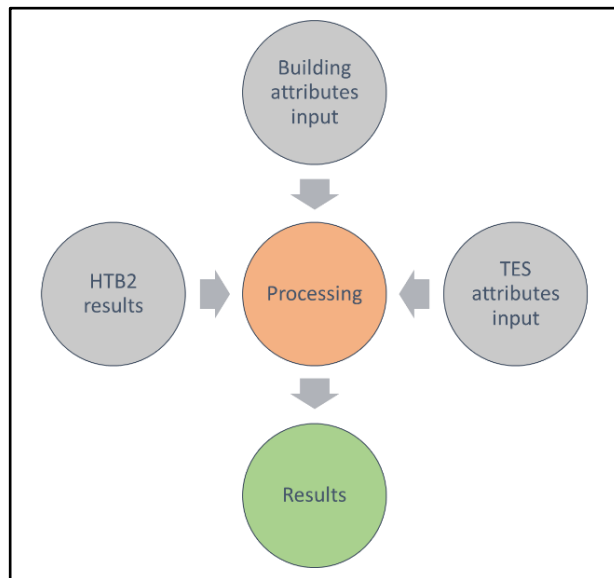 Building
attributes
input
HTB2
results
Processing
TES
attributes
input
Results